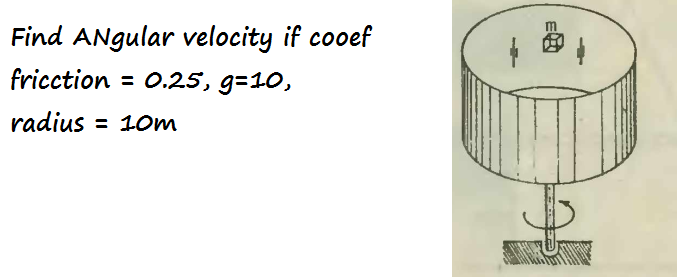 Find ANgular velocity if cooef
fricction = 0.25, g=10,
radius = 10m
m